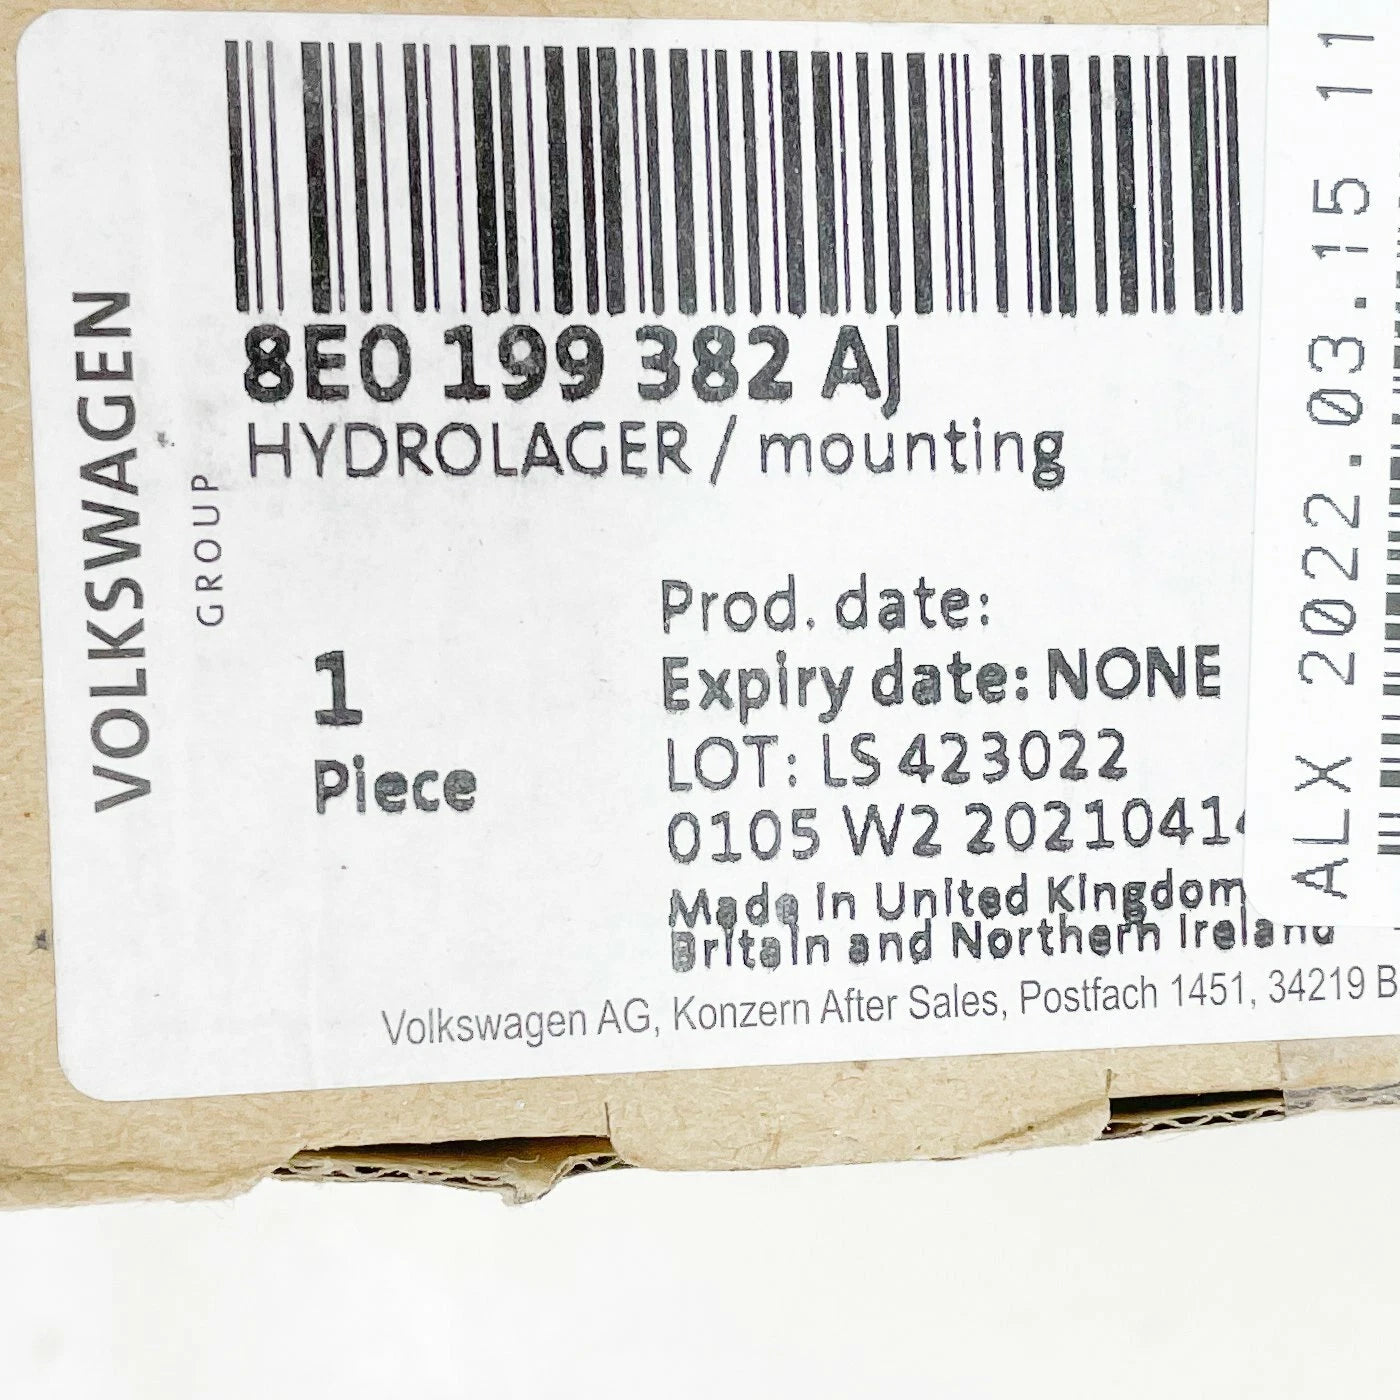 VOLKSWAGEN
GROUP
8E0 199 382 AJ
HYDROLAGER / mounting
1
Piece
Prod. date:
Expiry date: NONE
LOT: LS 423022
0105 W2 2021041
Made in United Kingdom
Britain and Northern Ireland
Volkswagen AG, Konzern After Sales, Postfach 1451, 34219 B
ALX 2022.03.15 11